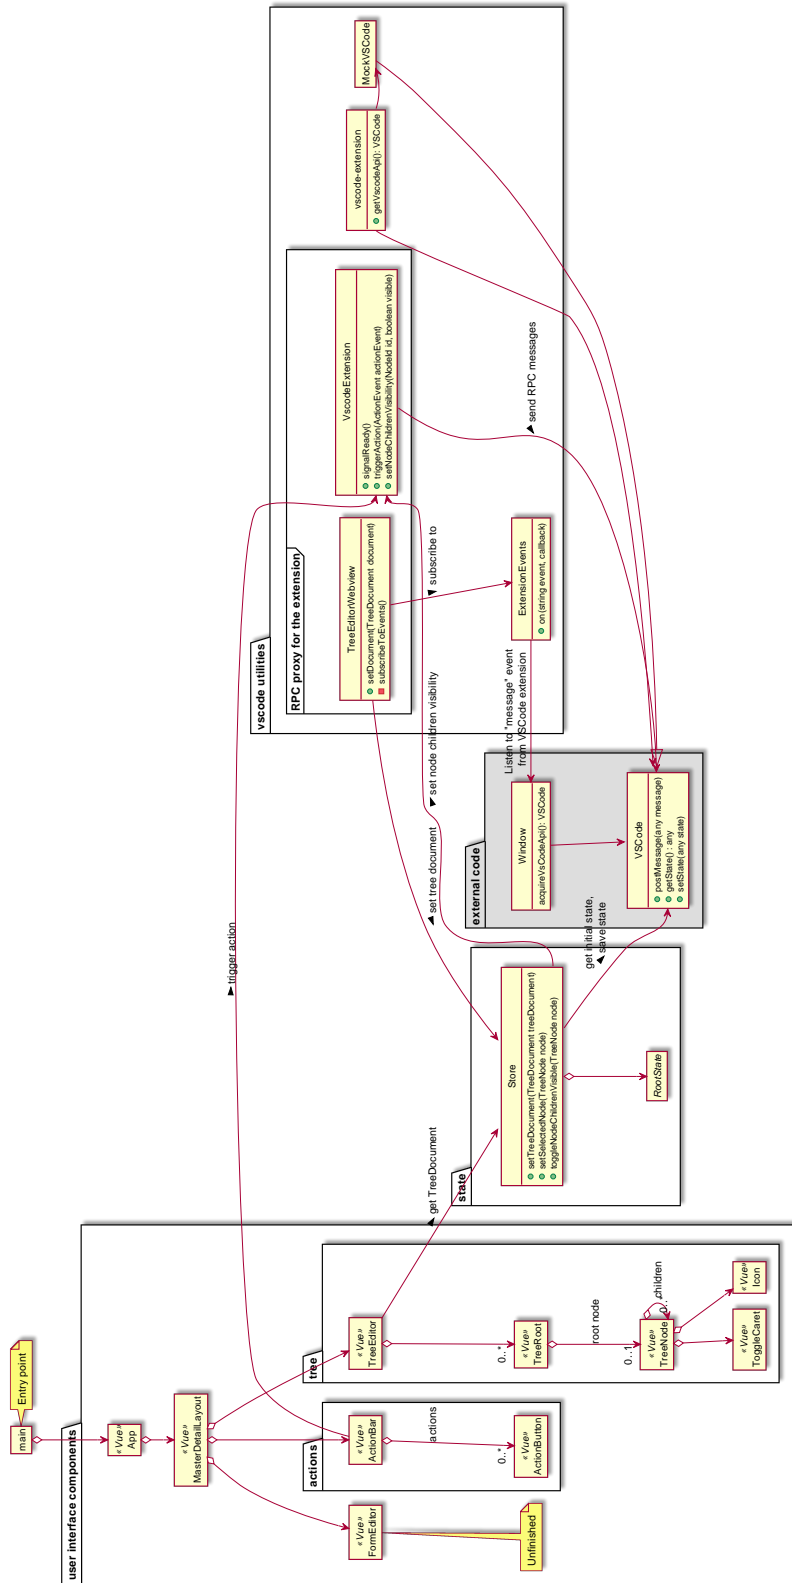 Entry point
main
user interface components
«Vue»
App
«Vue»
MasterDetailLayout
«Vue»
FormEditor
Unfinished
actions
«Vue»
ActionBar
actions
0..*
«Vue»
ActionButton
tree
«Vue»
TreeEditor
0..*
«Vue»
TreeRoot
root node
0..1
«Vue»
TreeNode
children
0..*
«Vue»
ToggleCaret
«Vue»
Icon
trigger action
get TreeDocument
state
Store
setTreeDocument(TreeDocument treeDocument)
setSelectedNode(TreeNode node)
toggleNodeChildrenVisible(TreeNode node)
RootState
set tree document
set node children visibility
get initial state,
save state
external code
Window
acquireVsCodeApi(): VSCode
VSCode
postMessage(any message)
getState() : any
setState(any state)
Listen to "message" event
from VSCode extension
vscode utilities
RPC proxy for the extension
TreeEditorWebview
setDocument(TreeDocument document)
subscribeToEvents()
subscribe to
ExtensionEvents
on(string event, callback)
VscodeExtension
signalReady()
triggerAction(ActionEvent actionEvent)
setNodeChildrenVisibility(NodeId id, boolean visible)
send RPC messages
vscode-extension
getVscodeApi(): VSCode
MockVSCode